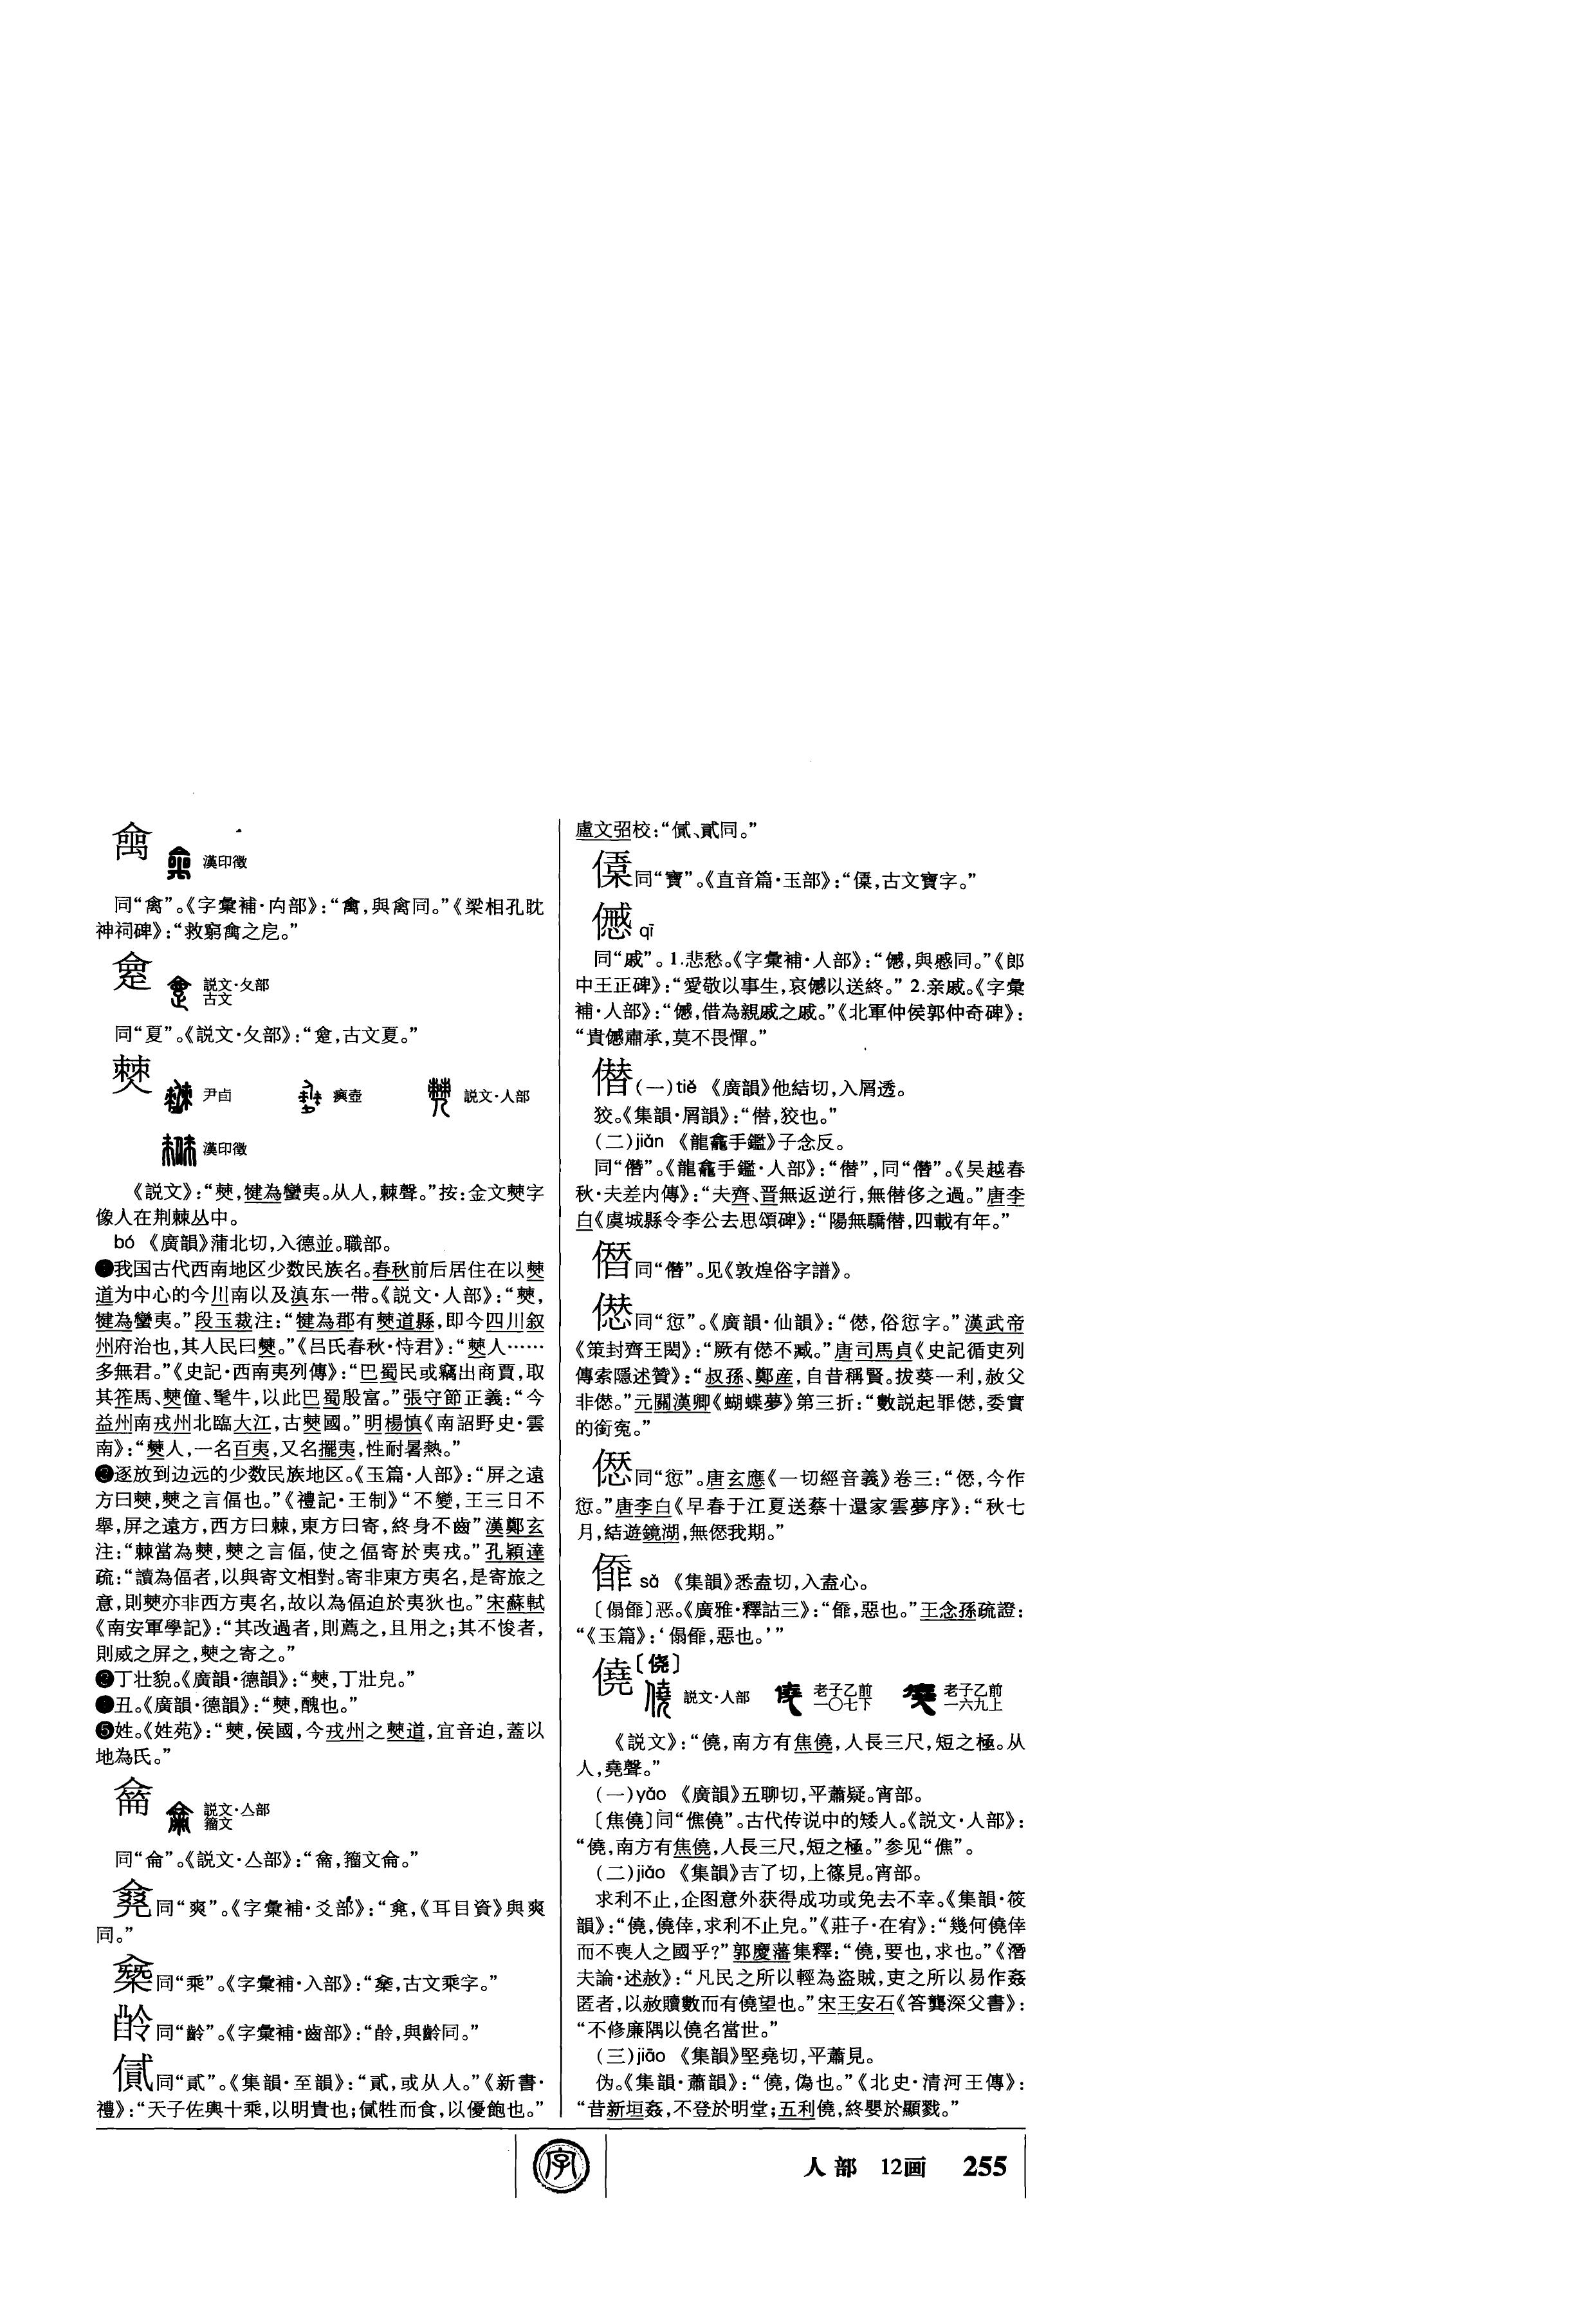 漢印徵
同“禽”。《字彙補·禸部》：“禽，與禽同。”《梁相孔耽
神祠碑》：“救窮禽之戹。”
説文·夊部
古文
同“夏”。《説文·夊部》：“，古文夏。”
僰
尹卣 𤼈壺 説文·人部
漢印徵
《説文》：“僰，犍為蠻夷。从人，棘聲。”按：金文僰字
像人在荆棘丛中。
bó 《廣韻》蒲北切，入德並。職部。
❶我国古代西南地区少数民族名。春秋前后居住在以僰
道为中心的今川南以及滇东一带。《説文·人部》：“僰，
犍為蠻夷。”段玉裁注：“犍為郡有僰道縣，即今四川叙
州府治也，其人民曰僰。”《吕氏春秋·恃君》：“僰人……
多無君。”《史記·西南夷列傳》：“巴蜀民或竊出商賈，取
其筰馬、僰僮、髦牛，以此巴蜀殷富。”張守節正義：“今
益州南戎州北臨大江，古僰國。”明楊慎《南詔野史·雲
南》：“僰人，一名百夷，又名擺夷，性耐暑熱。”
❷逐放到边远的少数民族地区。《玉篇·人部》：“屏之遠
方曰僰，僰之言偪也。”《禮記·王制》“不變，王三日不
舉，屏之遠方，西方曰棘，東方曰寄，終身不齒”漢鄭玄
注：“棘當為僰，僰之言偪，使之偪寄於夷戎。”孔穎達
疏：“讀為偪者，以與寄文相對。寄非東方夷名，是寄旅之
意，則僰亦非西方夷名，故以為偪迫於夷狄也。”宋蘇軾
《南安軍學記》：“其改過者，則薦之，且用之；其不悛者，
則威之屏之，僰之寄之。”
❸丁壮貌。《廣韻·德韻》：“僰，丁壯皃。”
❹丑。《廣韻·德韻》：“僰，醜也。”
❺姓。《姓苑》：“僰，侯國，今戎州之僰道，宜音迫，蓋以
地為氏。”
説文·亼部
籀文
同“侖”。《説文·亼部》：“，籀文侖。”
同“爽”。《字彙補·爻部》：“，《耳目資》與爽
同。”
同“乘”。《字彙補·入部》：“，古文乘字。”
同“齡”。《字彙補·齒部》：“，與齡同。”
同“貳”。《集韻·至韻》：“貳，或从人。”《新書·
禮》：“天子佐輿十乘，以明貴也；牲而食，以優飽也。”
盧文弨校：“、貳同。”
同“寶”。《直音篇·玉部》：“，古文寶字。”
慽 qī
同“戚”。1.悲愁。《字彙補·人部》：“，與慼同。”《郎
中王正碑》：“愛敬以事生，哀以送終。” 2.亲戚。《字彙
補·人部》：“，借為親戚之戚。”《北軍仲侯郭仲奇碑》：
“貴肅承，莫不畏憚。”
僣(一)tiě 《廣韻》他結切，入屑透。
狡。《集韻·屑韻》：“僣，狡也。”
(二)jiàn 《龍龕手鑑》子念反。
同“僭”。《龍龕手鑑·人部》：“僣”，同“僭”。《吴越春
秋·夫差内傳》：“夫齊、晋無返逆行，無僣侈之過。”唐李
白《虞城縣令李公去思頌碑》：“陽無驕僣，四載有年。”
同“僭”。见《敦煌俗字譜》。
僁同“愆”。《廣韻·仙韻》：“，俗愆字。”漢武帝
《策封齊王閎》：“厥有不臧。”唐司馬貞《史記循吏列
傳索隱述贊》：“叔孫、鄭産，自昔稱賢。拔葵一利，赦父
非。”元關漢卿《蝴蝶夢》第三折：“數説起罪，委實
的銜冤。”
同“愆”。唐玄應《一切經音義》卷三：“，今作
愆。”唐李白《早春于江夏送蔡十還家雲夢序》：“秋七
月，結遊鏡湖，無我期。”
sǎ 《集韻》悉盍切，入盍心。
〔傝〕恶。《廣雅·釋詁三》：“，惡也。”王念孫疏證：
“《玉篇》：‘傝，惡也。’”
僥〔侥〕
説文·人部 老子乙前 一〇七下 老子乙前 一六九上
《説文》：“僥，南方有焦僥，人長三尺，短之極。从
人，堯聲。”
(一)yáo 《廣韻》五聊切，平蕭疑。宵部。
〔焦僥〕同“僬僥”。古代传说中的矮人。《説文·人部》：
“僥，南方有焦僥，人長三尺，短之極。”参见“僬”。
(二)jiǎo 《集韻》吉了切，上篠見。宵部。
求利不止，企图意外获得成功或免去不幸。《集韻·筱
韻》：“僥，僥倖，求利不止皃。”《莊子·在宥》：“幾何僥倖
而不喪人之國乎？”郭慶藩集釋：“僥，要也，求也。”《潛
夫論·述赦》：“凡民之所以輕為盗賊，吏之所以易作姦
匿者，以赦贖數而有僥望也。”宋王安石《答龔深父書》：
“不修廉隅以僥名當世。”
(三)jiāo 《集韻》堅堯切，平蕭見。
伪。《集韻·蕭韻》：“僥，偽也。”《北史·清河王傳》：
“昔新垣姦，不登於明堂；五利僥，終嬰於顯戮。”
字
人部 12画 255